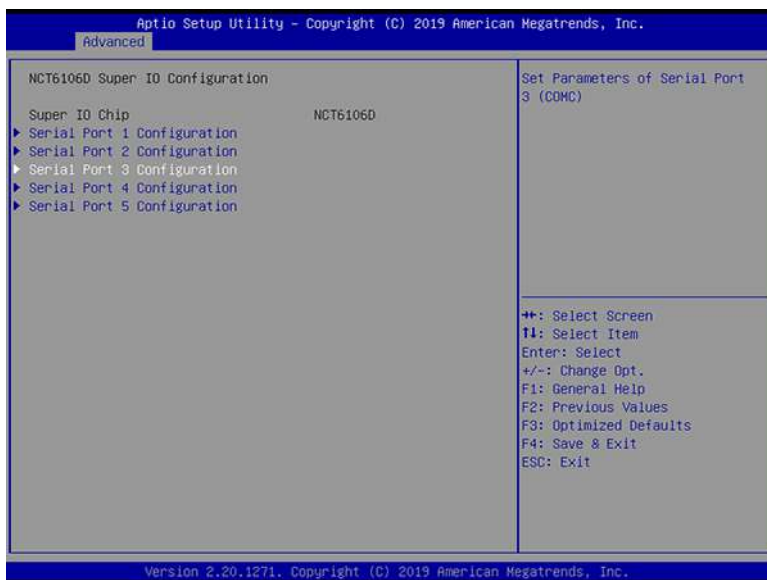 Aptio Setup Utility – Copyright (C) 2019 American Megatrends, Inc.
Advanced
NCT6106D Super IO Configuration
Super IO Chip NCT6106D
Serial Port 1 Configuration
Serial Port 2 Configuration
Serial Port 3 Configuration
Serial Port 4 Configuration
Serial Port 5 Configuration
Set Parameters of Serial Port
3 (COMC)
→←: Select Screen
↑↓: Select Item
Enter: Select
+/-: Change Opt.
F1: General Help
F2: Previous Values
F3: Optimized Defaults
F4: Save & Exit
ESC: Exit
Version 2.20.1271. Copyright (C) 2019 American Megatrends, Inc.